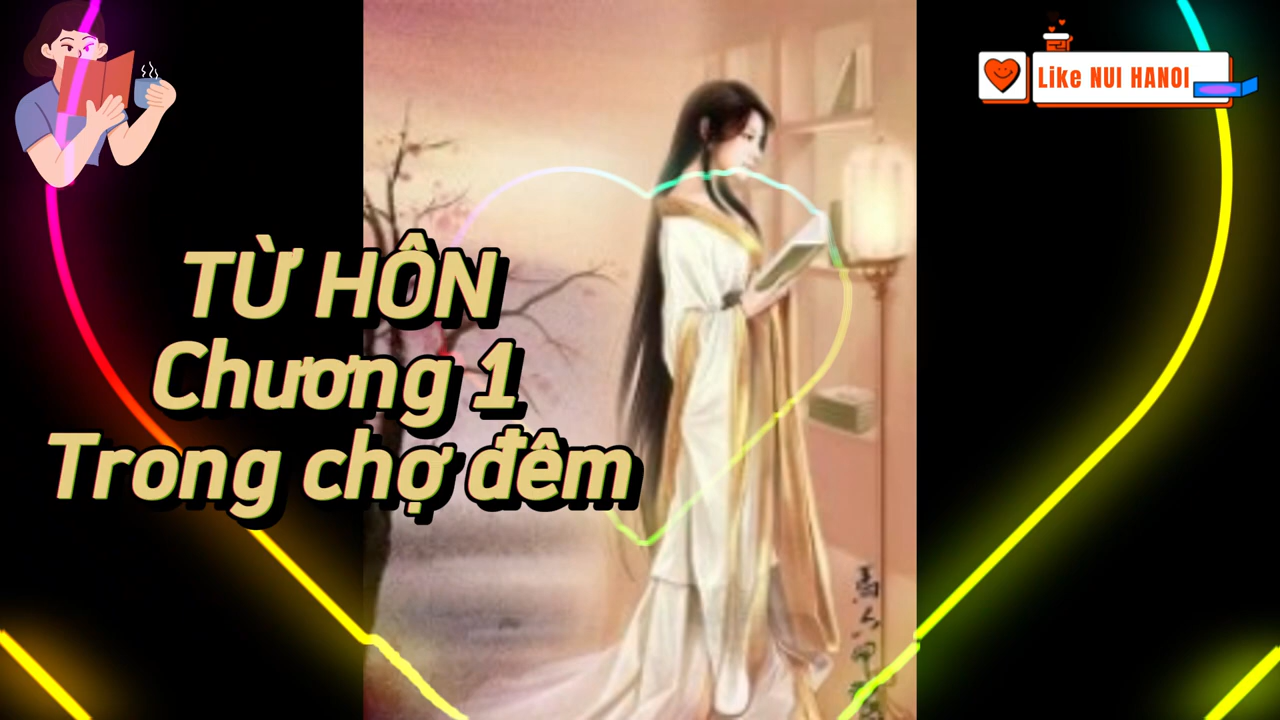 Like NUI HANOI
TỪ HÔN
Chương 1
Trong chợ đêm